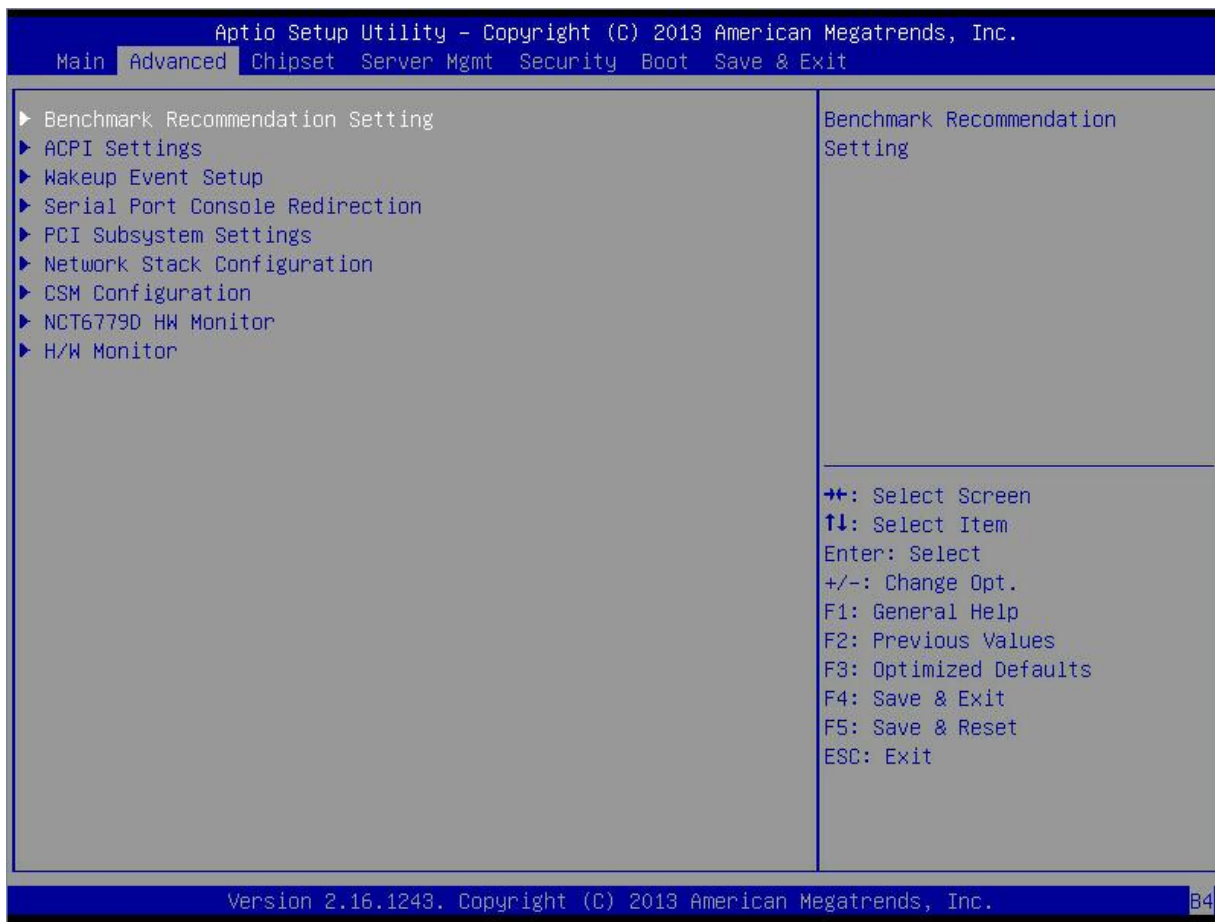 Aptio Setup Utility – Copyright (C) 2013 American Megatrends, Inc.
Main Advanced Chipset Server Mgmt Security Boot Save & Exit
▶ Benchmark Recommendation Setting
▶ ACPI Settings
▶ Wakeup Event Setup
▶ Serial Port Console Redirection
▶ PCI Subsystem Settings
▶ Network Stack Configuration
▶ CSM Configuration
▶ NCT6779D HW Monitor
▶ H/W Monitor
Benchmark Recommendation
Setting
→←: Select Screen
↑↓: Select Item
Enter: Select
+/-: Change Opt.
F1: General Help
F2: Previous Values
F3: Optimized Defaults
F4: Save & Exit
F5: Save & Reset
ESC: Exit
Version 2.16.1243. Copyright (C) 2013 American Megatrends, Inc.
B4